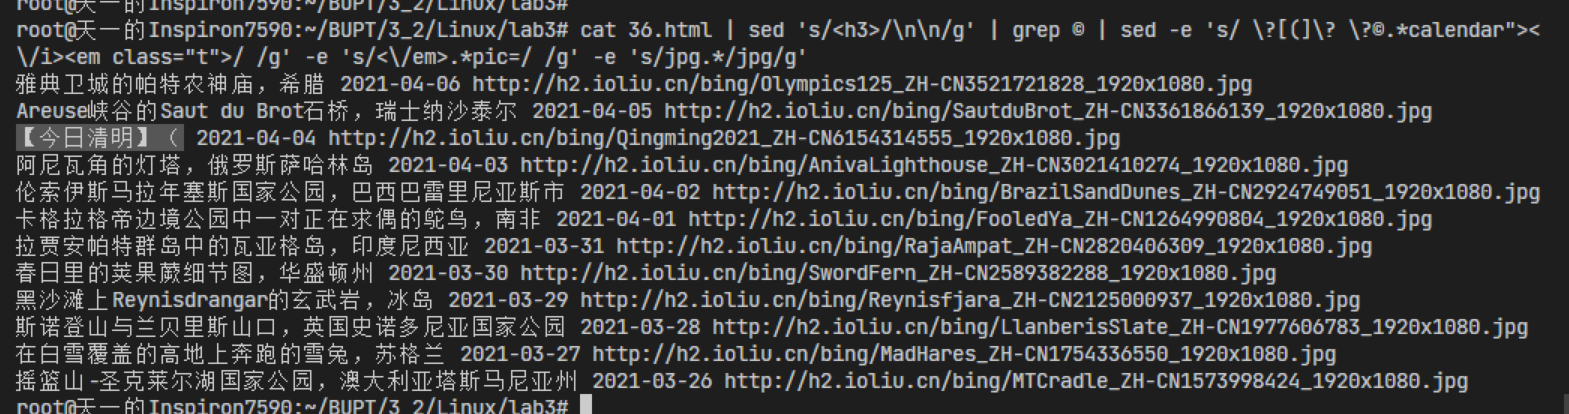 root@天一的Inspiron7590:~/BUPT/3_2/Linux/lab3#
root@天一的Inspiron7590:~/BUPT/3_2/Linux/lab3# cat 36.html | sed 's/<h3>/\n\n/g' | grep © | sed -e 's/ \?[(]\? \?©.*calendar"><
\/i><em class="t">/ /g' -e 's/<\/em>.*pic=/ /g' -e 's/jpg.*/jpg/g'
雅典卫城的帕特农神庙，希腊 2021-04-06 http://h2.ioliu.cn/bing/Olympics125_ZH-CN3521721828_1920x1080.jpg
Areuse峡谷的Saut du Brot石桥，瑞士纳沙泰尔 2021-04-05 http://h2.ioliu.cn/bing/SautduBrot_ZH-CN3361866139_1920x1080.jpg
【今日清明】（ 2021-04-04 http://h2.ioliu.cn/bing/Qingming2021_ZH-CN6154314555_1920x1080.jpg
阿尼瓦角的灯塔，俄罗斯萨哈林岛 2021-04-03 http://h2.ioliu.cn/bing/AnivaLighthouse_ZH-CN3021410274_1920x1080.jpg
伦索伊斯马拉年塞斯国家公园，巴西巴雷里尼亚斯市 2021-04-02 http://h2.ioliu.cn/bing/BrazilSandDunes_ZH-CN2924749051_1920x1080.jpg
卡格拉格帝边境公园中一对正在求偶的鸵鸟，南非 2021-04-01 http://h2.ioliu.cn/bing/FooledYa_ZH-CN1264990804_1920x1080.jpg
拉贾安帕特群岛中的瓦亚格岛，印度尼西亚 2021-03-31 http://h2.ioliu.cn/bing/RajaAmpat_ZH-CN2820406309_1920x1080.jpg
春日里的荚果蕨细节图，华盛顿州 2021-03-30 http://h2.ioliu.cn/bing/SwordFern_ZH-CN2589382288_1920x1080.jpg
黑沙滩上Reynisdrangar的玄武岩，冰岛 2021-03-29 http://h2.ioliu.cn/bing/Reynisfjara_ZH-CN2125000937_1920x1080.jpg
斯诺登山与兰贝里斯山口，英国史诺多尼亚国家公园 2021-03-28 http://h2.ioliu.cn/bing/LlanberisSlate_ZH-CN1977606783_1920x1080.jpg
在白雪覆盖的高地上奔跑的雪兔，苏格兰 2021-03-27 http://h2.ioliu.cn/bing/MadHares_ZH-CN1754336550_1920x1080.jpg
摇篮山-圣克莱尔湖国家公园，澳大利亚塔斯马尼亚州 2021-03-26 http://h2.ioliu.cn/bing/MTCradle_ZH-CN1573998424_1920x1080.jpg
root@天一的Inspiron7590:~/BUPT/3_2/Linux/lab3#